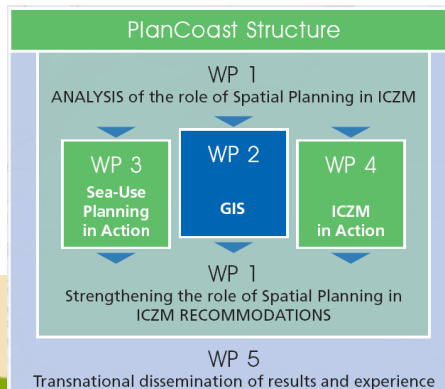 PlanCoast Structure
WP 1
ANALYSIS of the role of Spatial Planning in ICZM
WP 3
Sea-Use
Planning
in Action
WP 2
GIS
WP 4
ICZM
in Action
WP 1
Strengthening the role of Spatial Planning in
ICZM RECOMMODATIONS
WP 5
Transnational dissemination of results and experience